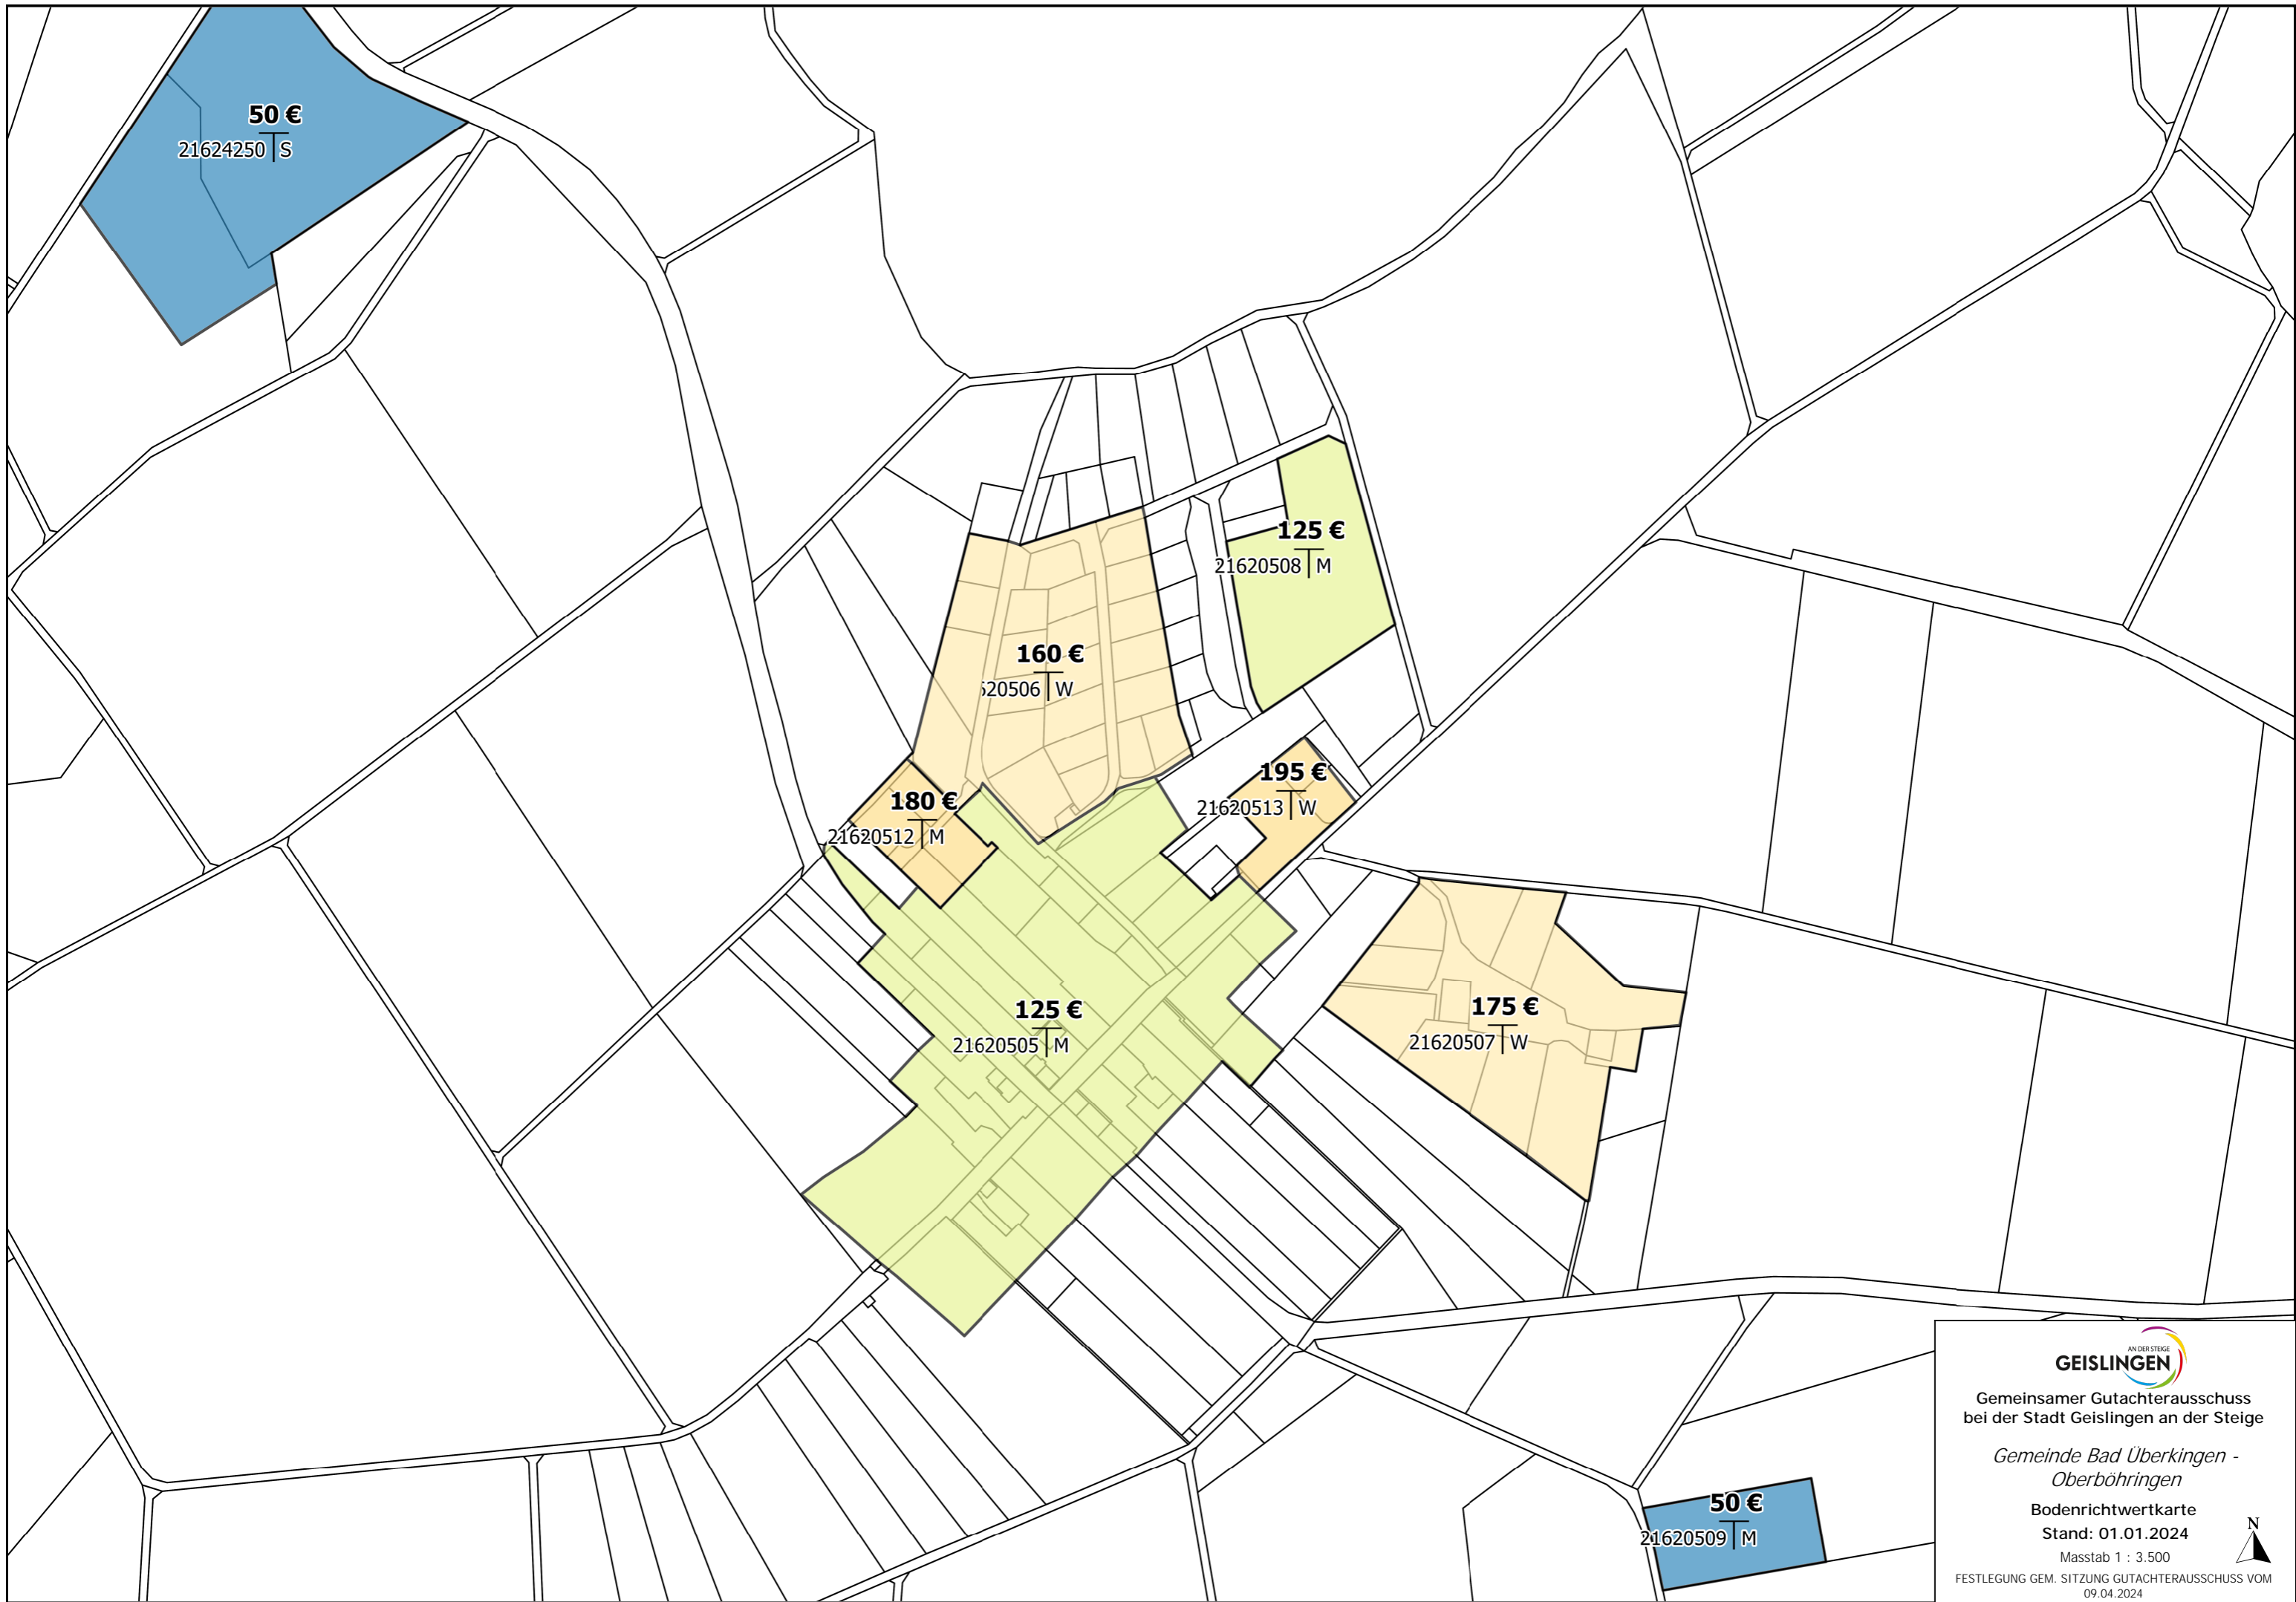 50 €
21624250 S
125 €
21620508 M
160 €
620506 W
195 €
21620513 W
180 €
21620512 M
125 €
21620505 M
175 €
21620507 W
50 €
21620509 M
AN DER STEIGE
GEISLINGEN
Gemeinsamer Gutachterausschuss
bei der Stadt Geislingen an der Steige
Gemeinde Bad Überkingen -
Oberböhringen
Bodenrichtwertkarte
Stand: 01.01.2024
Masstab 1 : 3.500
N
FESTLEGUNG GEM. SITZUNG GUTACHTERAUSSCHUSS VOM
09.04.2024